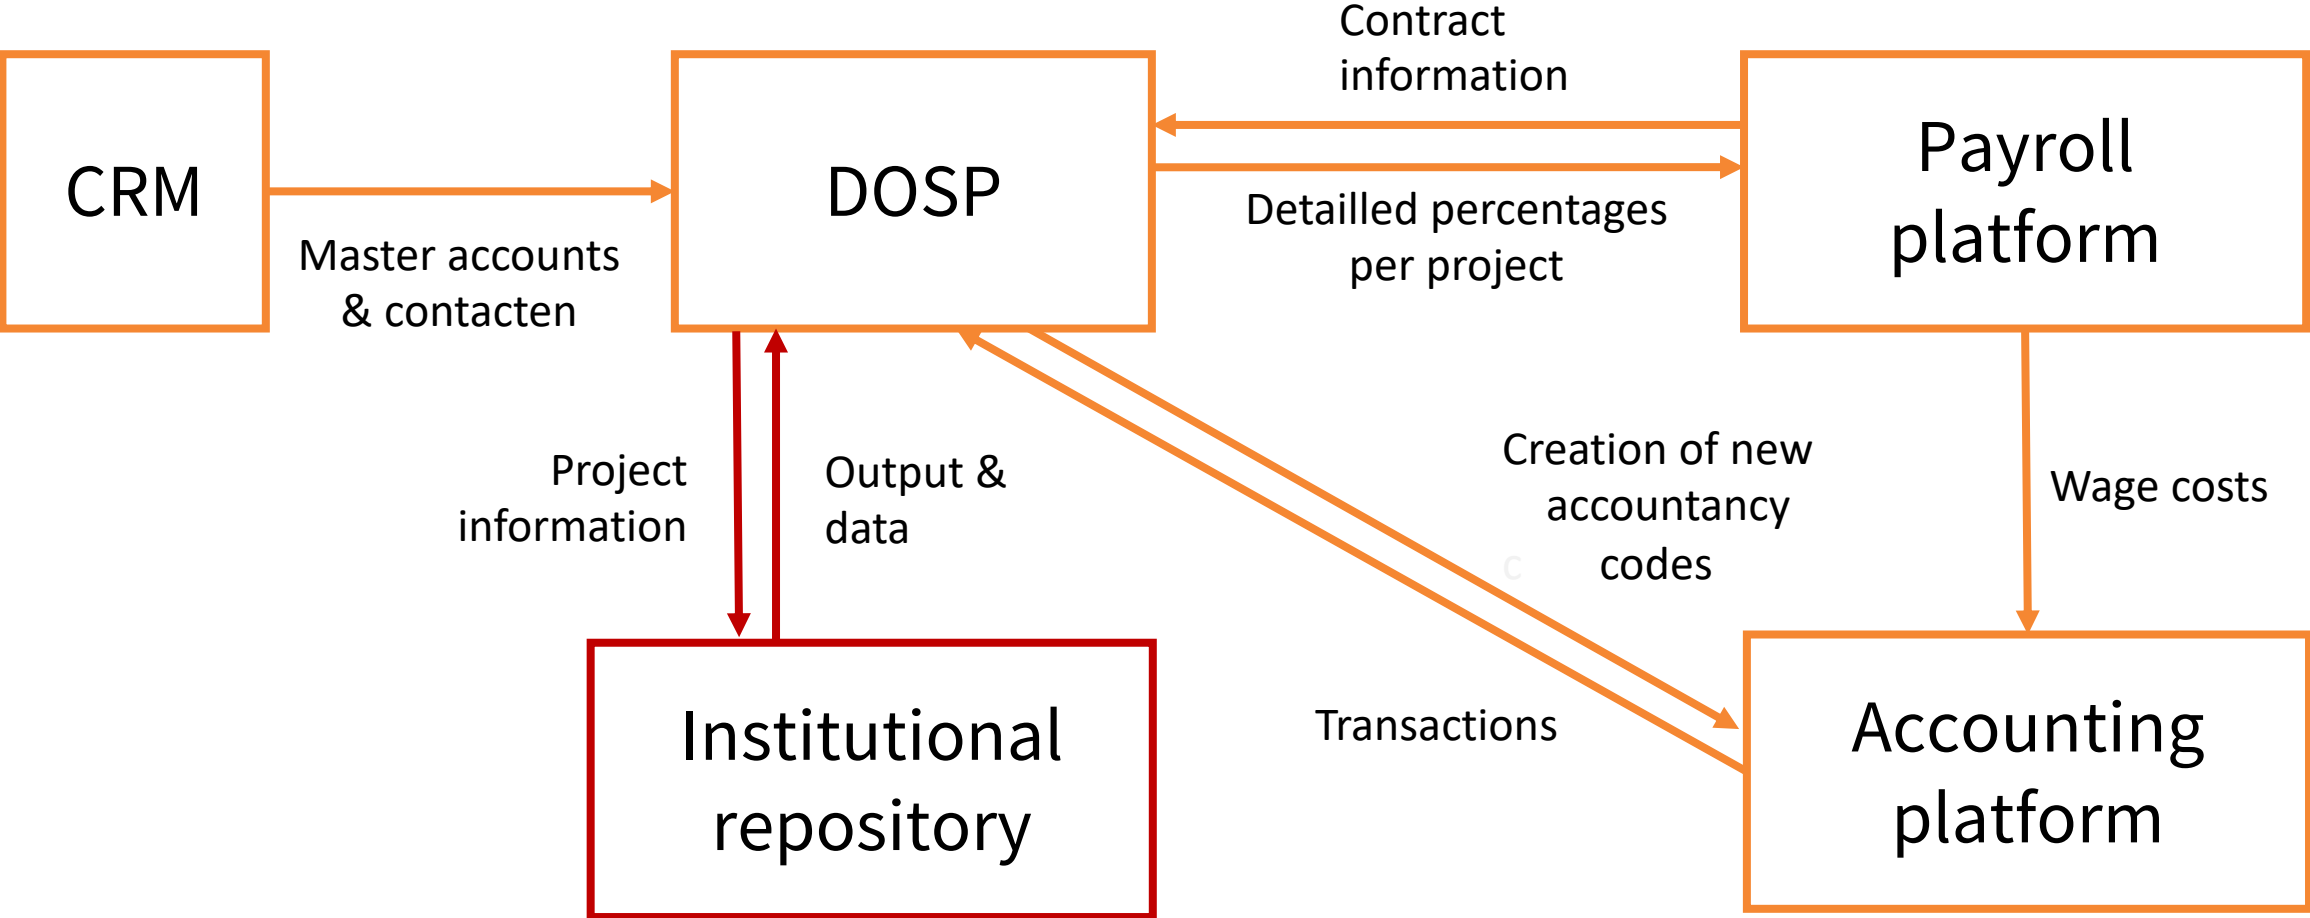 Contract
information
CRM
DOSP
Payroll
platform
Master accounts
& contacten
Detailled percentages
per project
Project
information
Output &
data
Creation of new
accountancy
c codes
Wage costs
Transactions
Institutional
repository
Accounting
platform